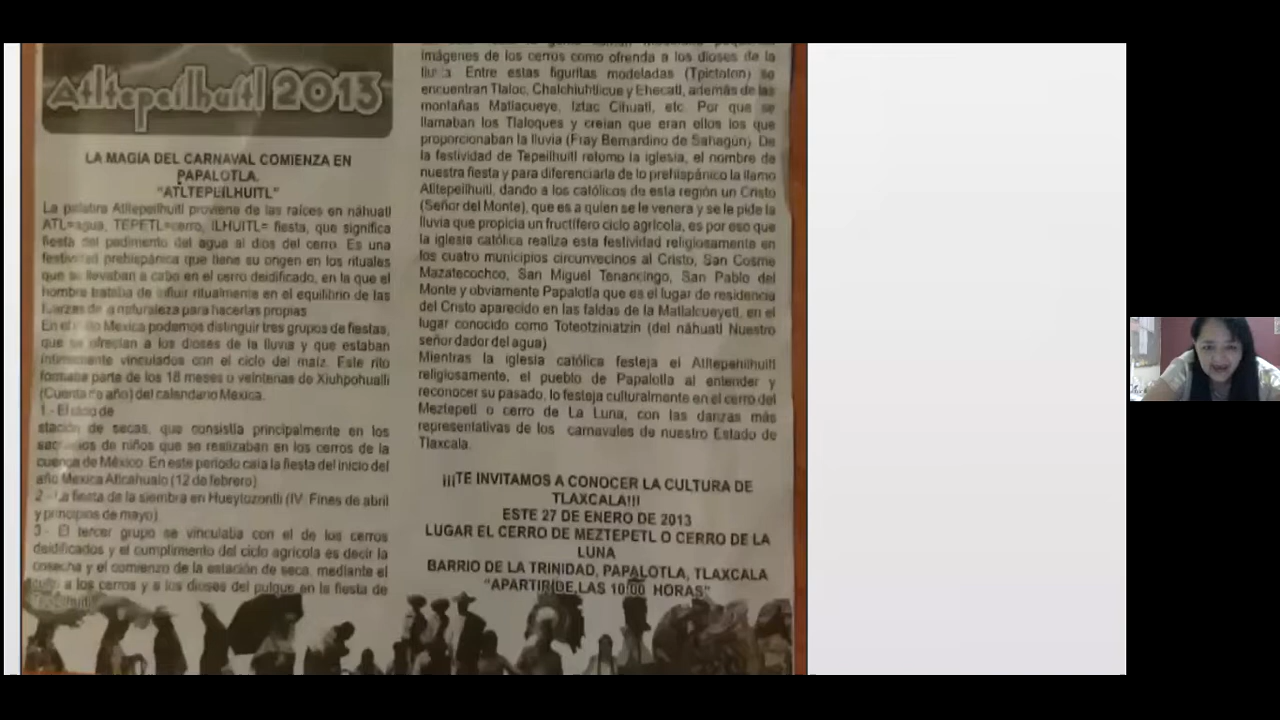 Atltepeilhuitl 2013
LA MAGIA DEL CARNAVAL COMIENZA EN
PAPALOTLA.
"ATLTEPEILHUITL"
La palabra Atltepeilhuitl proviene de las raíces en náhuatl
ATL=agua, TEPETL=cerro, ILHUITL= fiesta, que significa
fiesta del pedimento del agua al dios del cerro. Es una
festividad prehispánica que tiene su origen en los rituales
que se llevaban a cabo en el cerro deidificado, en la que el
hombre trataba de influir ritualmente en el equilibrio de las
fuerzas de la naturaleza para hacerlas propias
En el rito Mexica podemos distinguir tres grupos de fiestas,
que se ofrecían a los dioses de la lluvia y que estaban
íntimamente vinculados con el ciclo del maíz. Este rito
formaba parte de los 18 meses o veintenas de Xiuhpohualli
(Cuenta de año) del calendario Mexica.
1.- El ciclo de
stación de secas, que consistía principalmente en los
sacrificios de niños que se realizaban en los cerros de la
cuenca de México. En este periodo caía la fiesta del inicio del
año Mexica Atlcahualo (12 de febrero)
2.- La fiesta de la siembra en Hueytozontli (IV: Fines de abril
y principios de mayo)
3.- El tercer grupo se vinculaba con el de los cerros
deidificados y el cumplimento del ciclo agrícola es decir la
cosecha y el comienzo de la estación de seca, mediante el
culto a los cerros y a los dioses del pulque en la fiesta de
imágenes de los cerros como ofrenda a los dioses de la
lluvia. Entre estas figuritas modeladas (Tpictoton) se
encuentran Tlaloc, Chalchiuhtlicue y Ehecatl, además de las
montañas Matlacueye, Iztac Cihuatl, etc. Por que se
llamaban los Tlaloques y creían que eran ellos los que
proporcionaban la lluvia (Fray Bernardino de Sahagún). De
la festividad de Tepeilhuitl retomo la iglesia, el nombre de
nuestra fiesta y para diferenciarla de lo prehispánico la llamo
Atltepeilhuitl, dando a los católicos de esta región un Cristo
(Señor del Monte), que es a quien se le venera y se le pide la
lluvia que propicia un fructífero ciclo agrícola, es por eso que
la iglesia católica realiza esta festividad religiosamente en
los cuatro municipios circunvecinos al Cristo, San Cosme
Mazatecochco, San Miguel Tenancingo, San Pablo del
Monte y obviamente Papalotla que es el lugar de residencia
del Cristo aparecido en las faldas de la Matlalcueyetl, en el
lugar conocido como Toteotziniatzin (del náhuatl Nuestro
señor dador del agua)
Mientras la iglesia católica festeja el Atltepehilhuitl
religiosamente, el pueblo de Papalotla al entender y
reconocer su pasado, lo festeja culturalmente en el cerro del
Meztepetl o cerro de La Luna, con las danzas más
representativas de los carnavales de nuestro Estado de
Tlaxcala.
¡¡¡TE INVITAMOS A CONOCER LA CULTURA DE
TLAXCALA!!!
ESTE 27 DE ENERO DE 2013
LUGAR EL CERRO DE MEZTEPETL O CERRO DE LA
LUNA
BARRIO DE LA TRINIDAD, PAPALOTLA, TLAXCALA
"APARTIR DE LAS 10:00 HORAS"